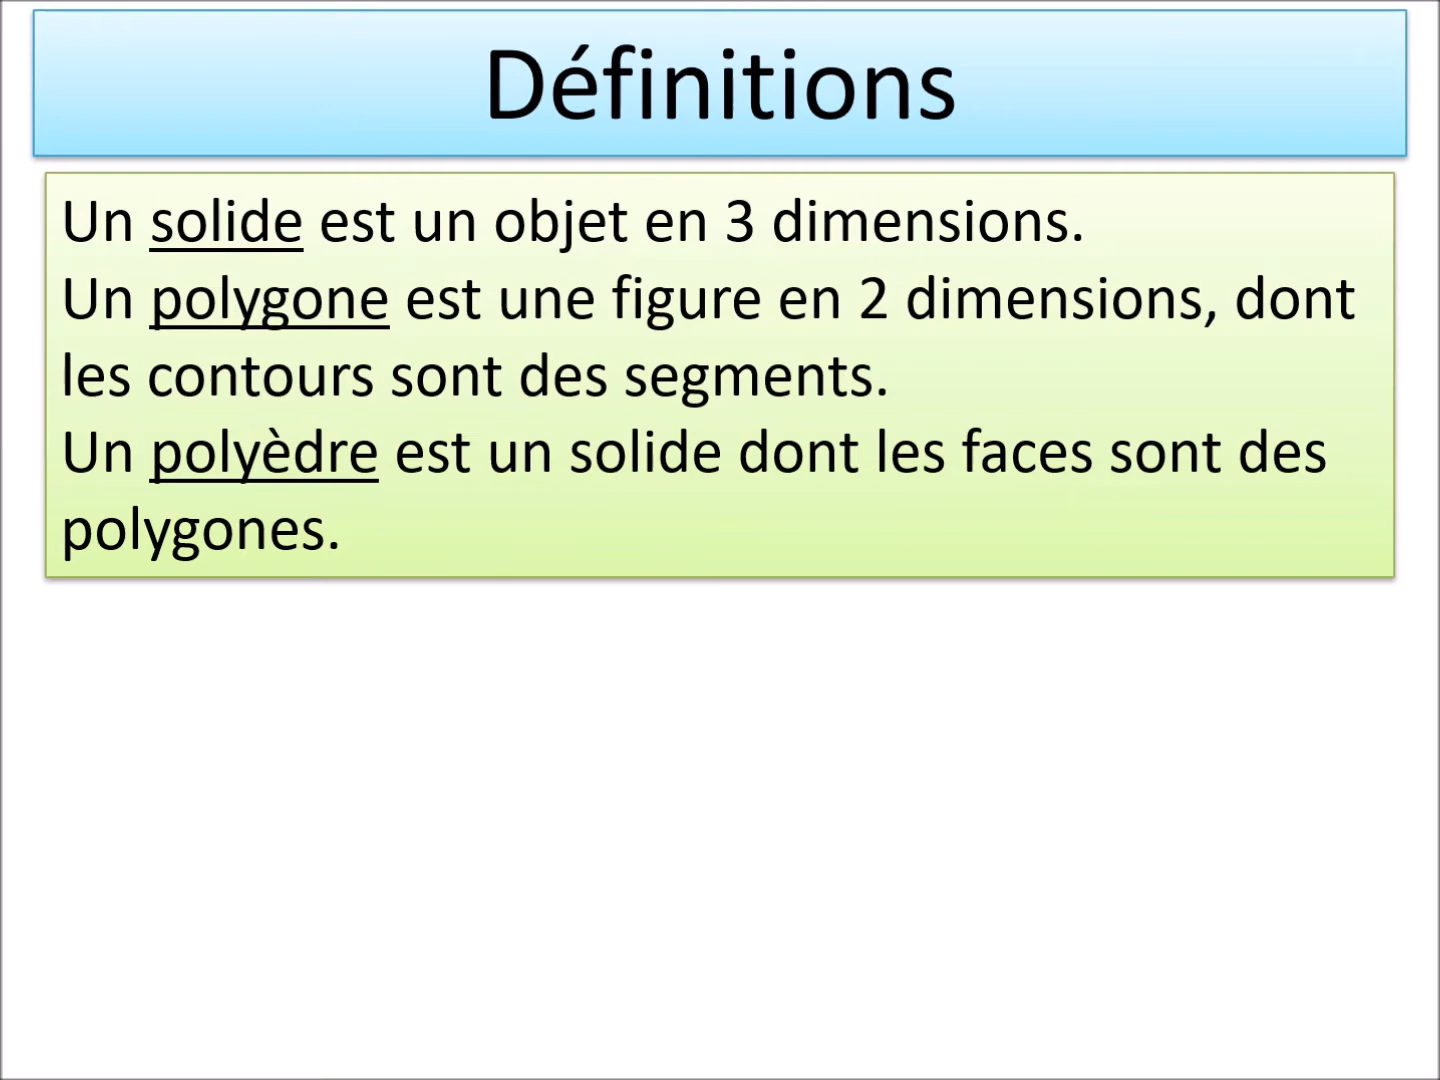 Définitions
Un solide est un objet en 3 dimensions.
Un polygone est une figure en 2 dimensions, dont
les contours sont des segments.
Un polyèdre est un solide dont les faces sont des
polygones.